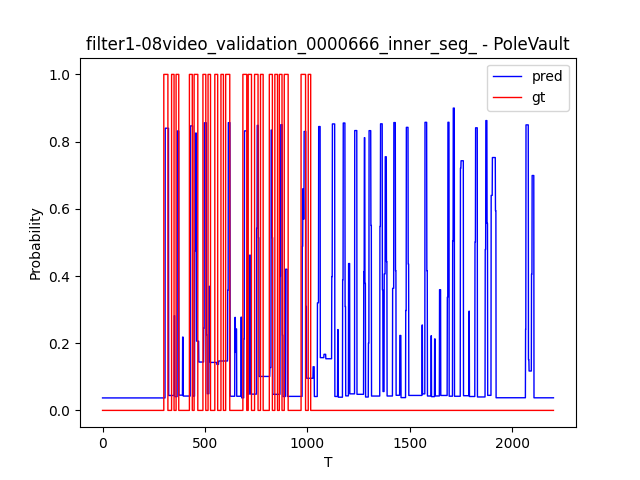 filter1-08video_validation_0000666_inner_seg_ - PoleVault
pred
gt
1.0
0.8
0.6
0.4
0.2
0.0
Probability
0
500
1000
1500
2000
T